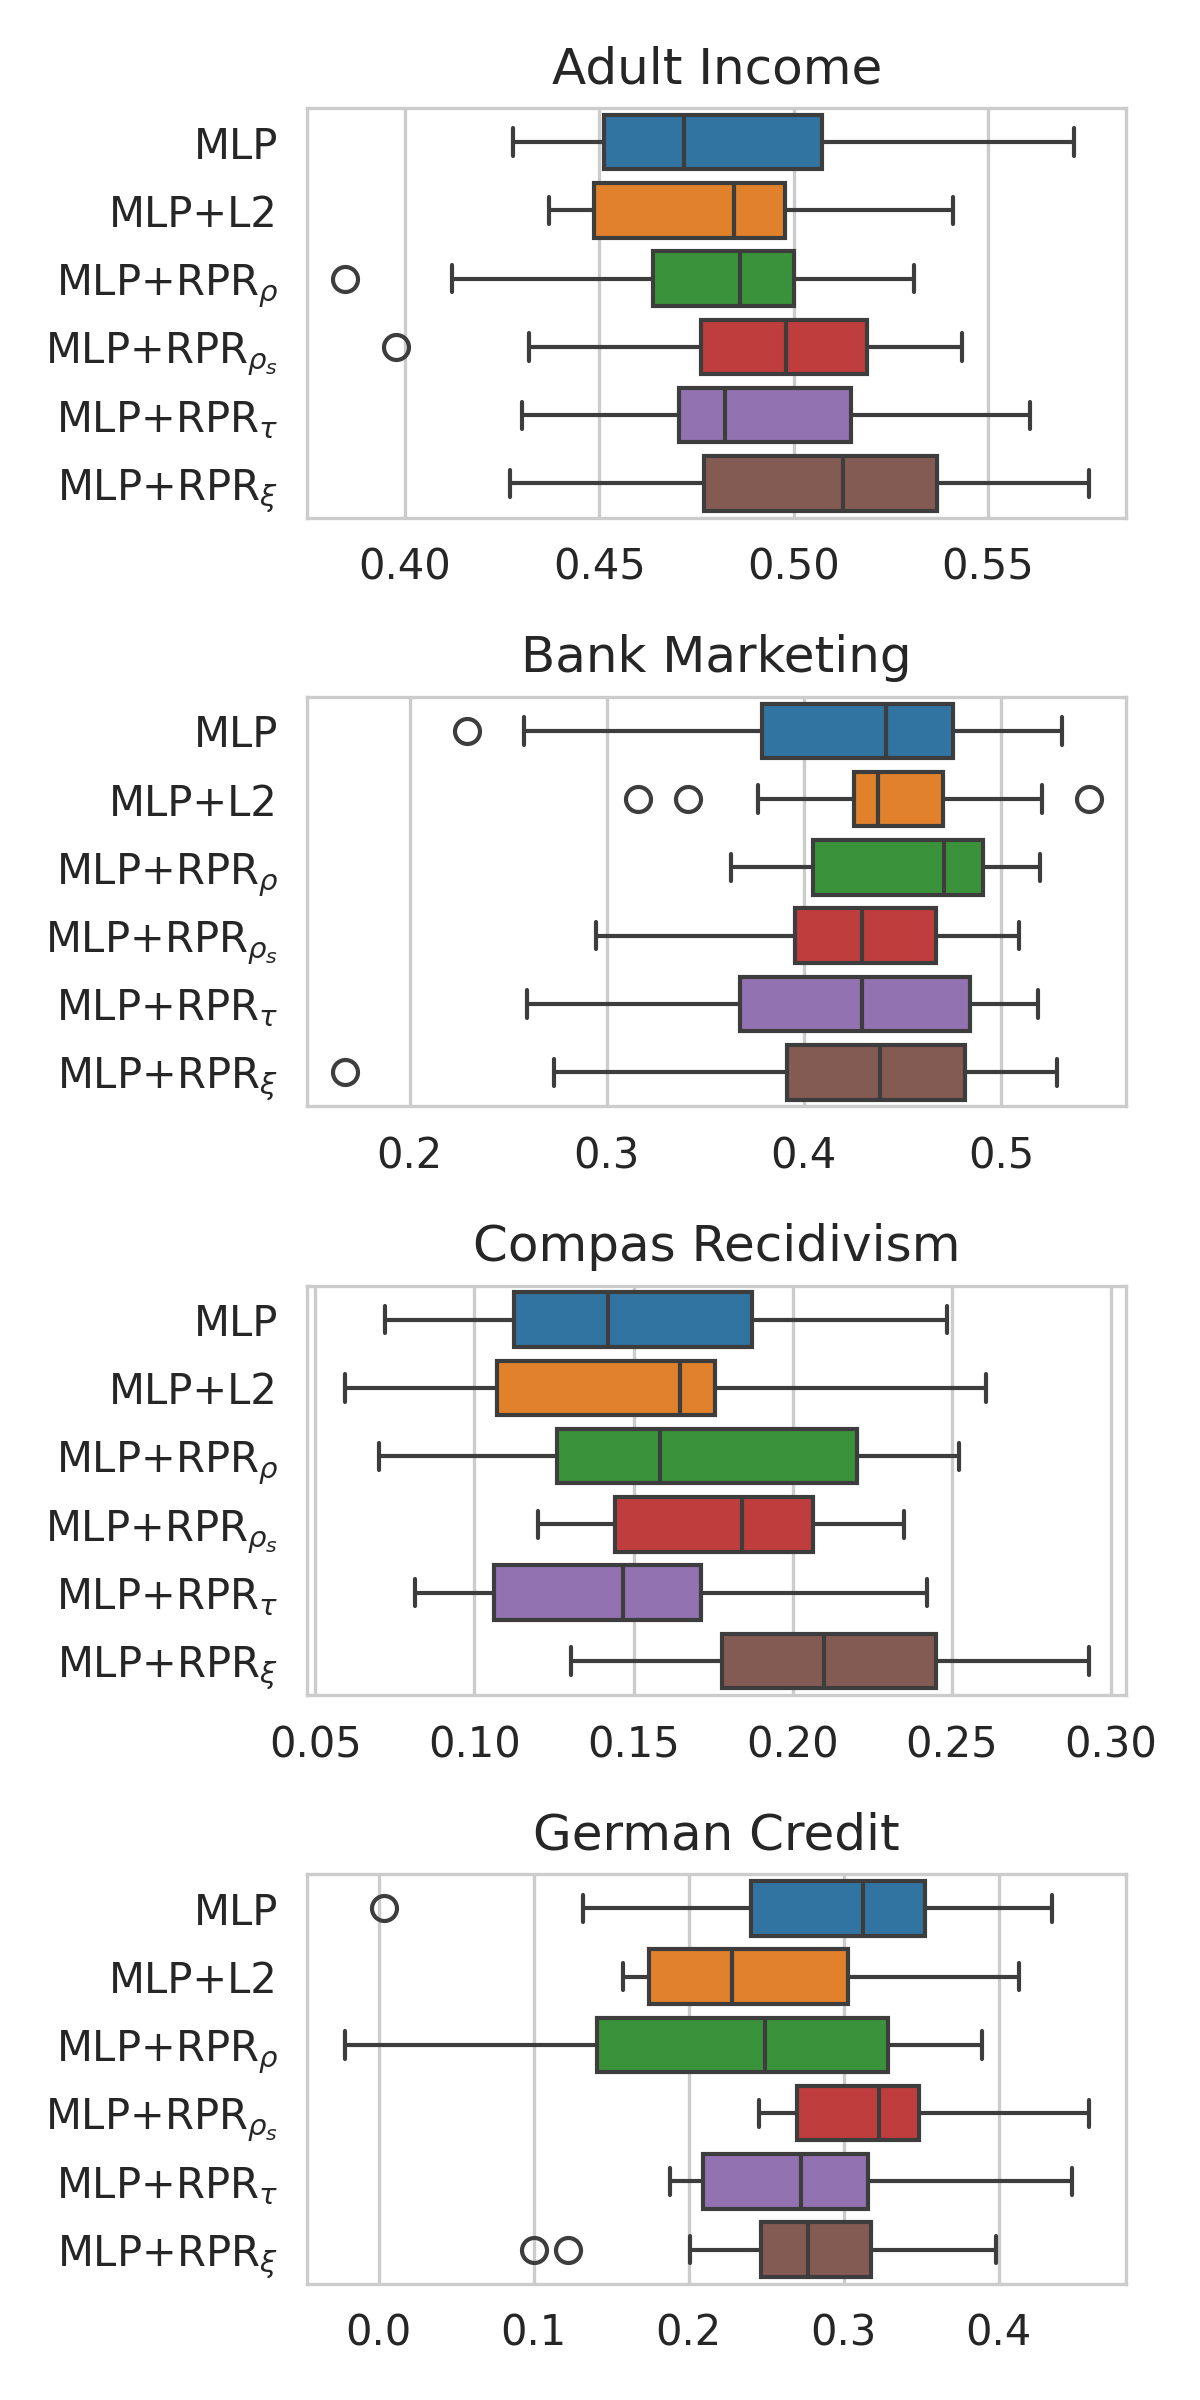 Adult Income
MLP
MLP+L2
MLP+RPRρ
MLP+RPRρs
MLP+RPRτ
MLP+RPRξ
0.40 0.45 0.50 0.55
Bank Marketing
MLP
MLP+L2
MLP+RPRρ
MLP+RPRρs
MLP+RPRτ
MLP+RPRξ
0.2 0.3 0.4 0.5
Compas Recidivism
MLP
MLP+L2
MLP+RPRρ
MLP+RPRρs
MLP+RPRτ
MLP+RPRξ
0.05 0.10 0.15 0.20 0.25 0.30
German Credit
MLP
MLP+L2
MLP+RPRρ
MLP+RPRρs
MLP+RPRτ
MLP+RPRξ
0.0 0.1 0.2 0.3 0.4